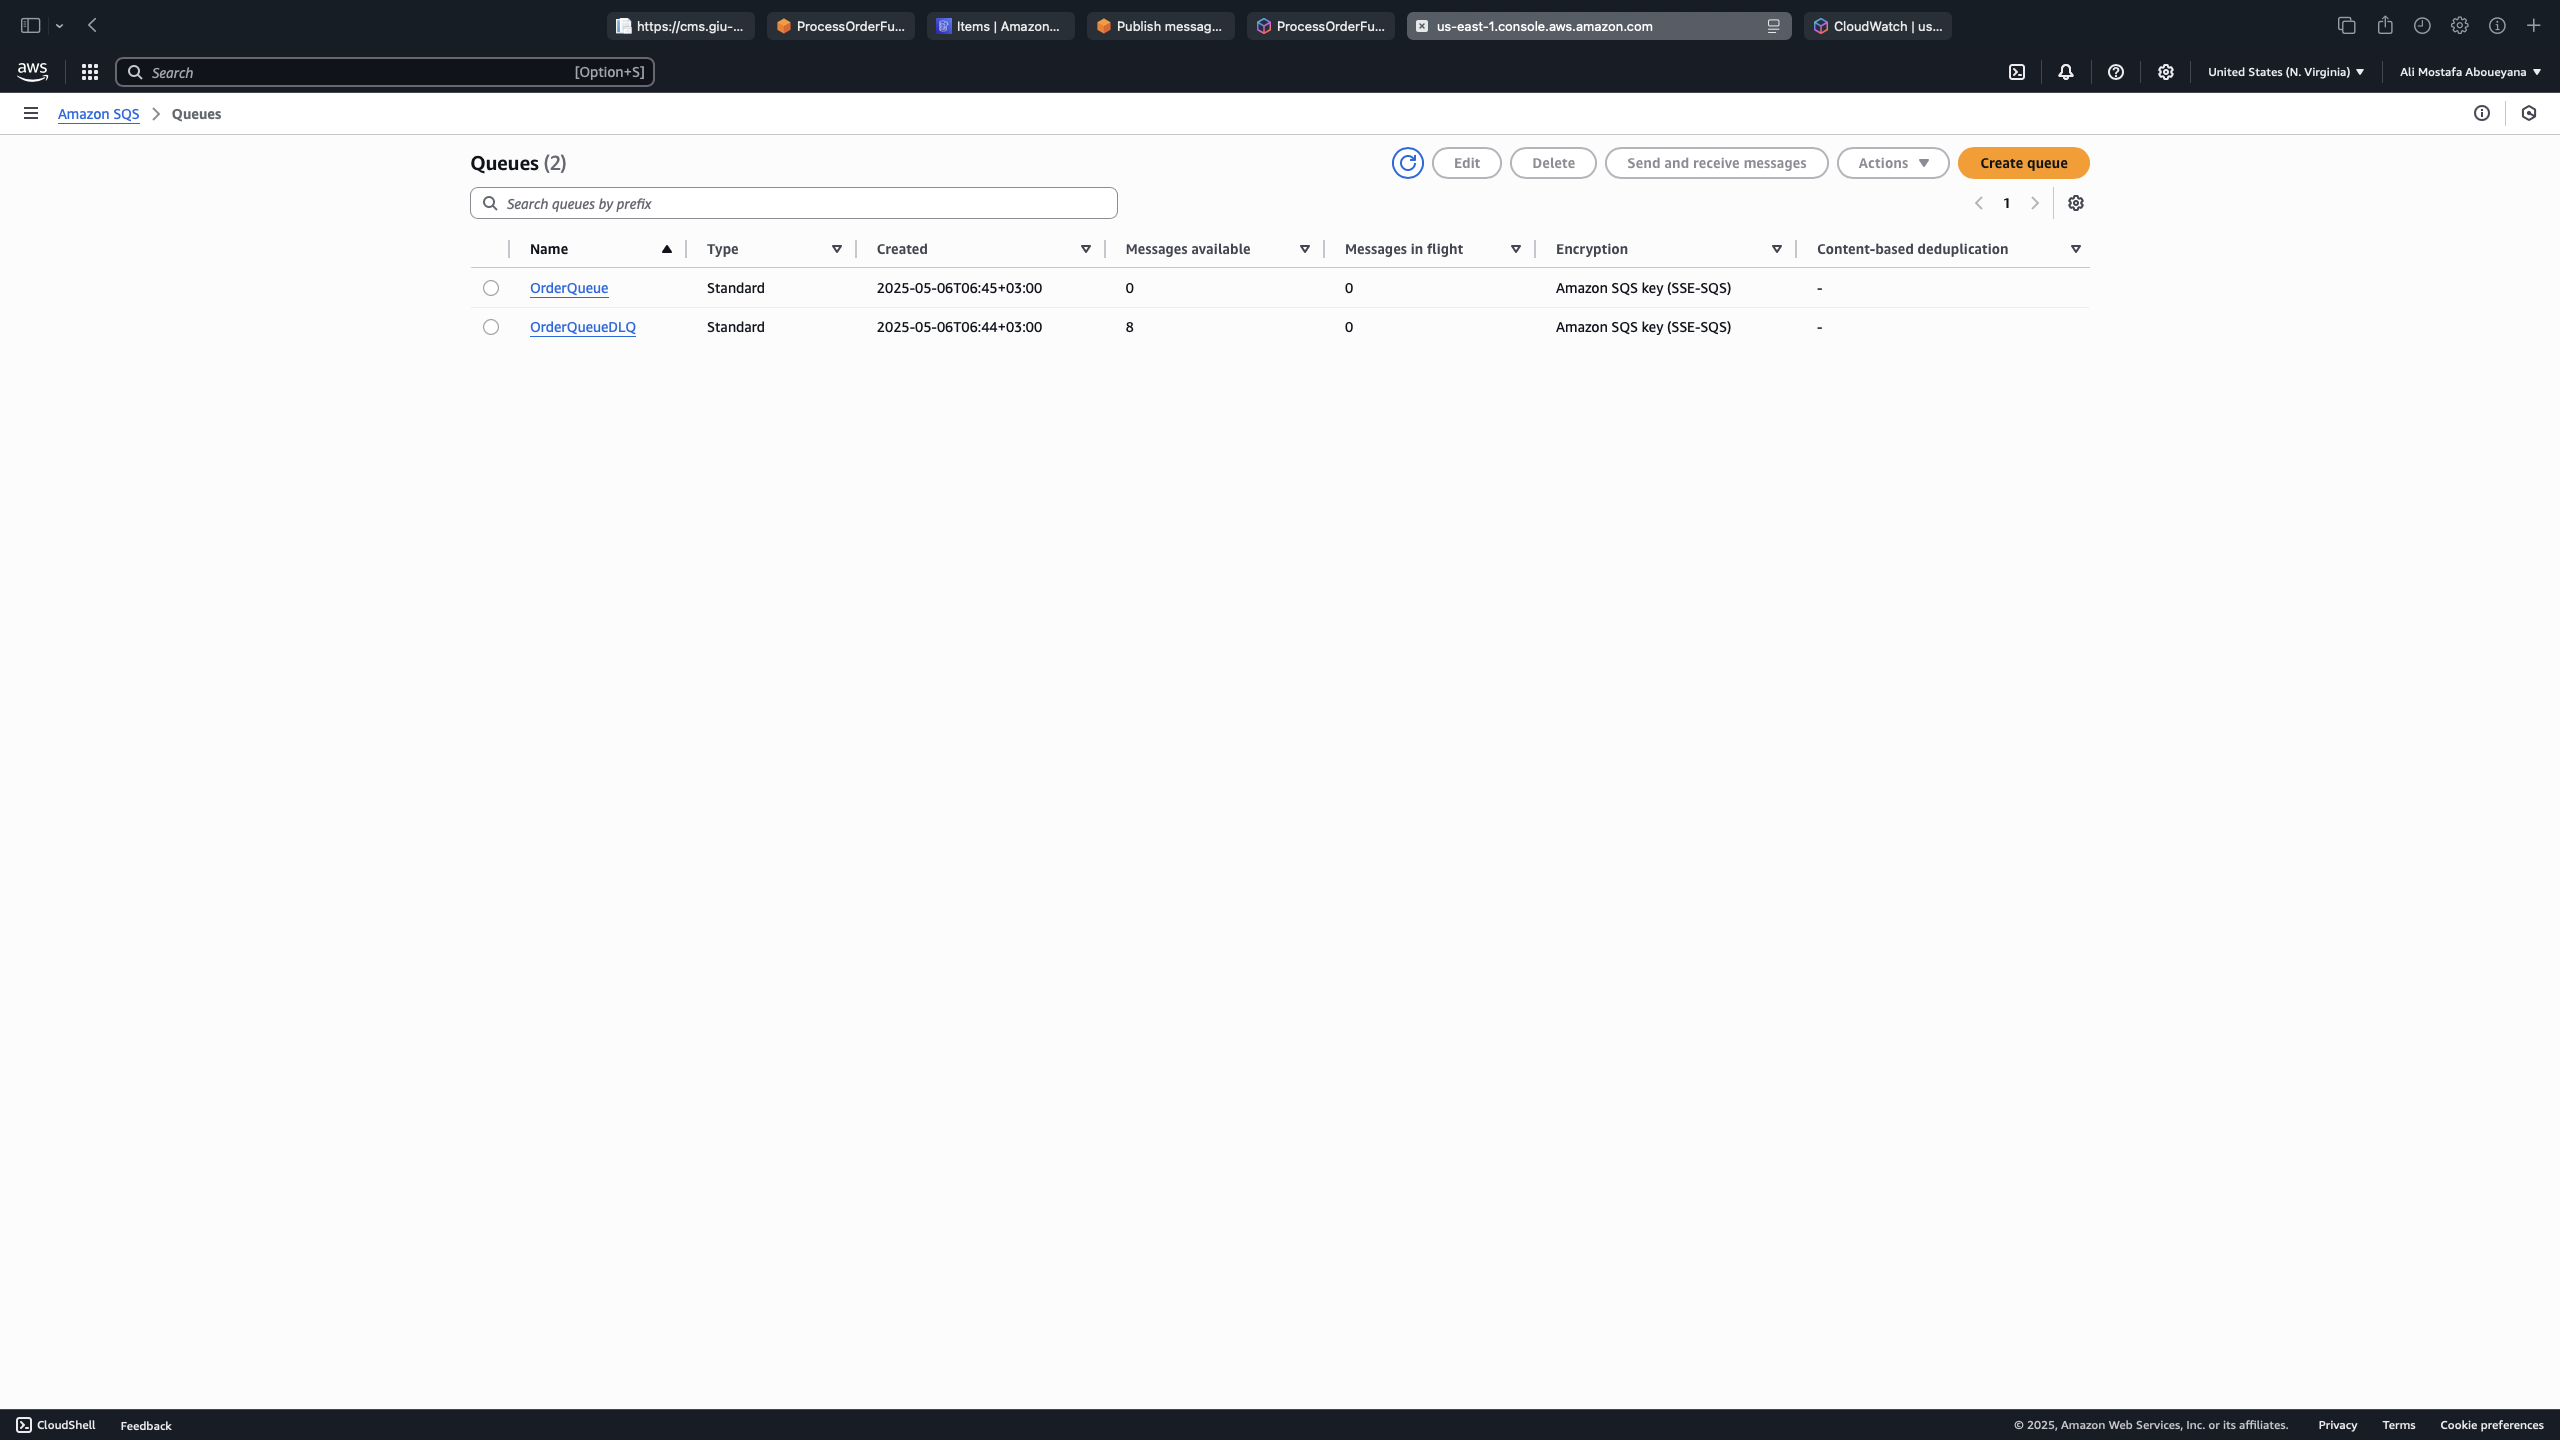 https://cms.giu-...
ProcessOrderFu...
Items | Amazon...
Publish messag...
ProcessOrderFu...
us-east-1.console.aws.amazon.com
CloudWatch | us...
aws
Search
[Option+S]
United States (N. Virginia)
Ali Mostafa Aboueyana
Amazon SQS
Queues
Queues (2)
Edit
Delete
Send and receive messages
Actions
Create queue
Search queues by prefix
1
Name Type Created Messages available Messages in flight Encryption Content-based deduplication
OrderQueue Standard 2025-05-06T06:45+03:00 0 0 Amazon SQS key (SSE-SQS) -
OrderQueueDLQ Standard 2025-05-06T06:44+03:00 8 0 Amazon SQS key (SSE-SQS) -
CloudShell
Feedback
© 2025, Amazon Web Services, Inc. or its affiliates.
Privacy
Terms
Cookie preferences